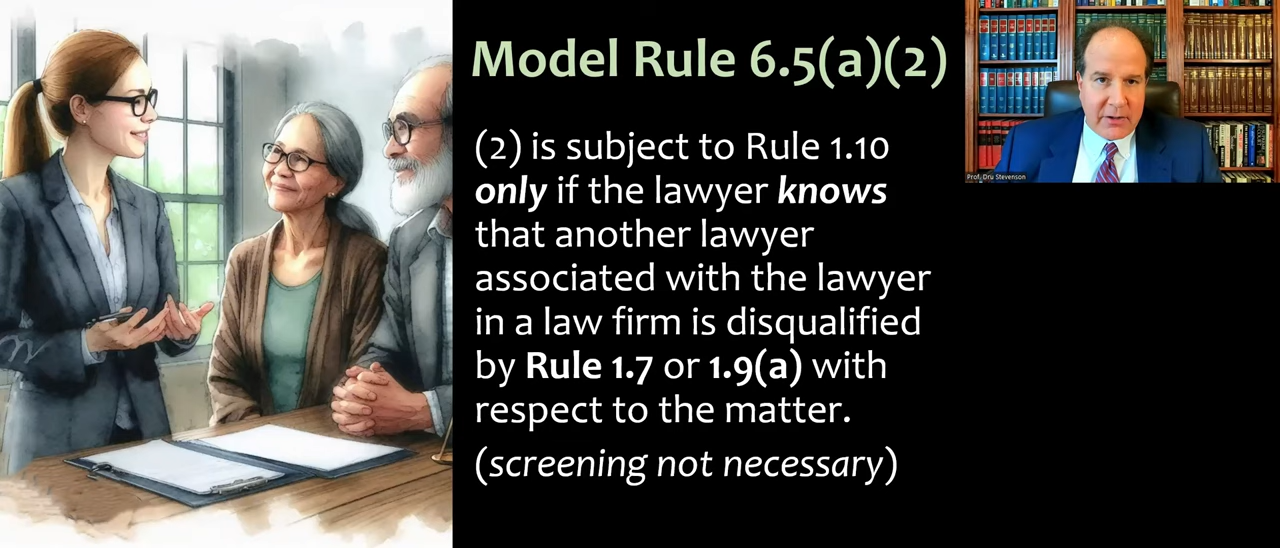 Model Rule 6.5(a)(2)
(2) is subject to Rule 1.10
only if the lawyer knows
that another lawyer
associated with the lawyer
in a law firm is disqualified
by Rule 1.7 or 1.9(a) with
respect to the matter.
(screening not necessary)
Prof. Dru Stevenson